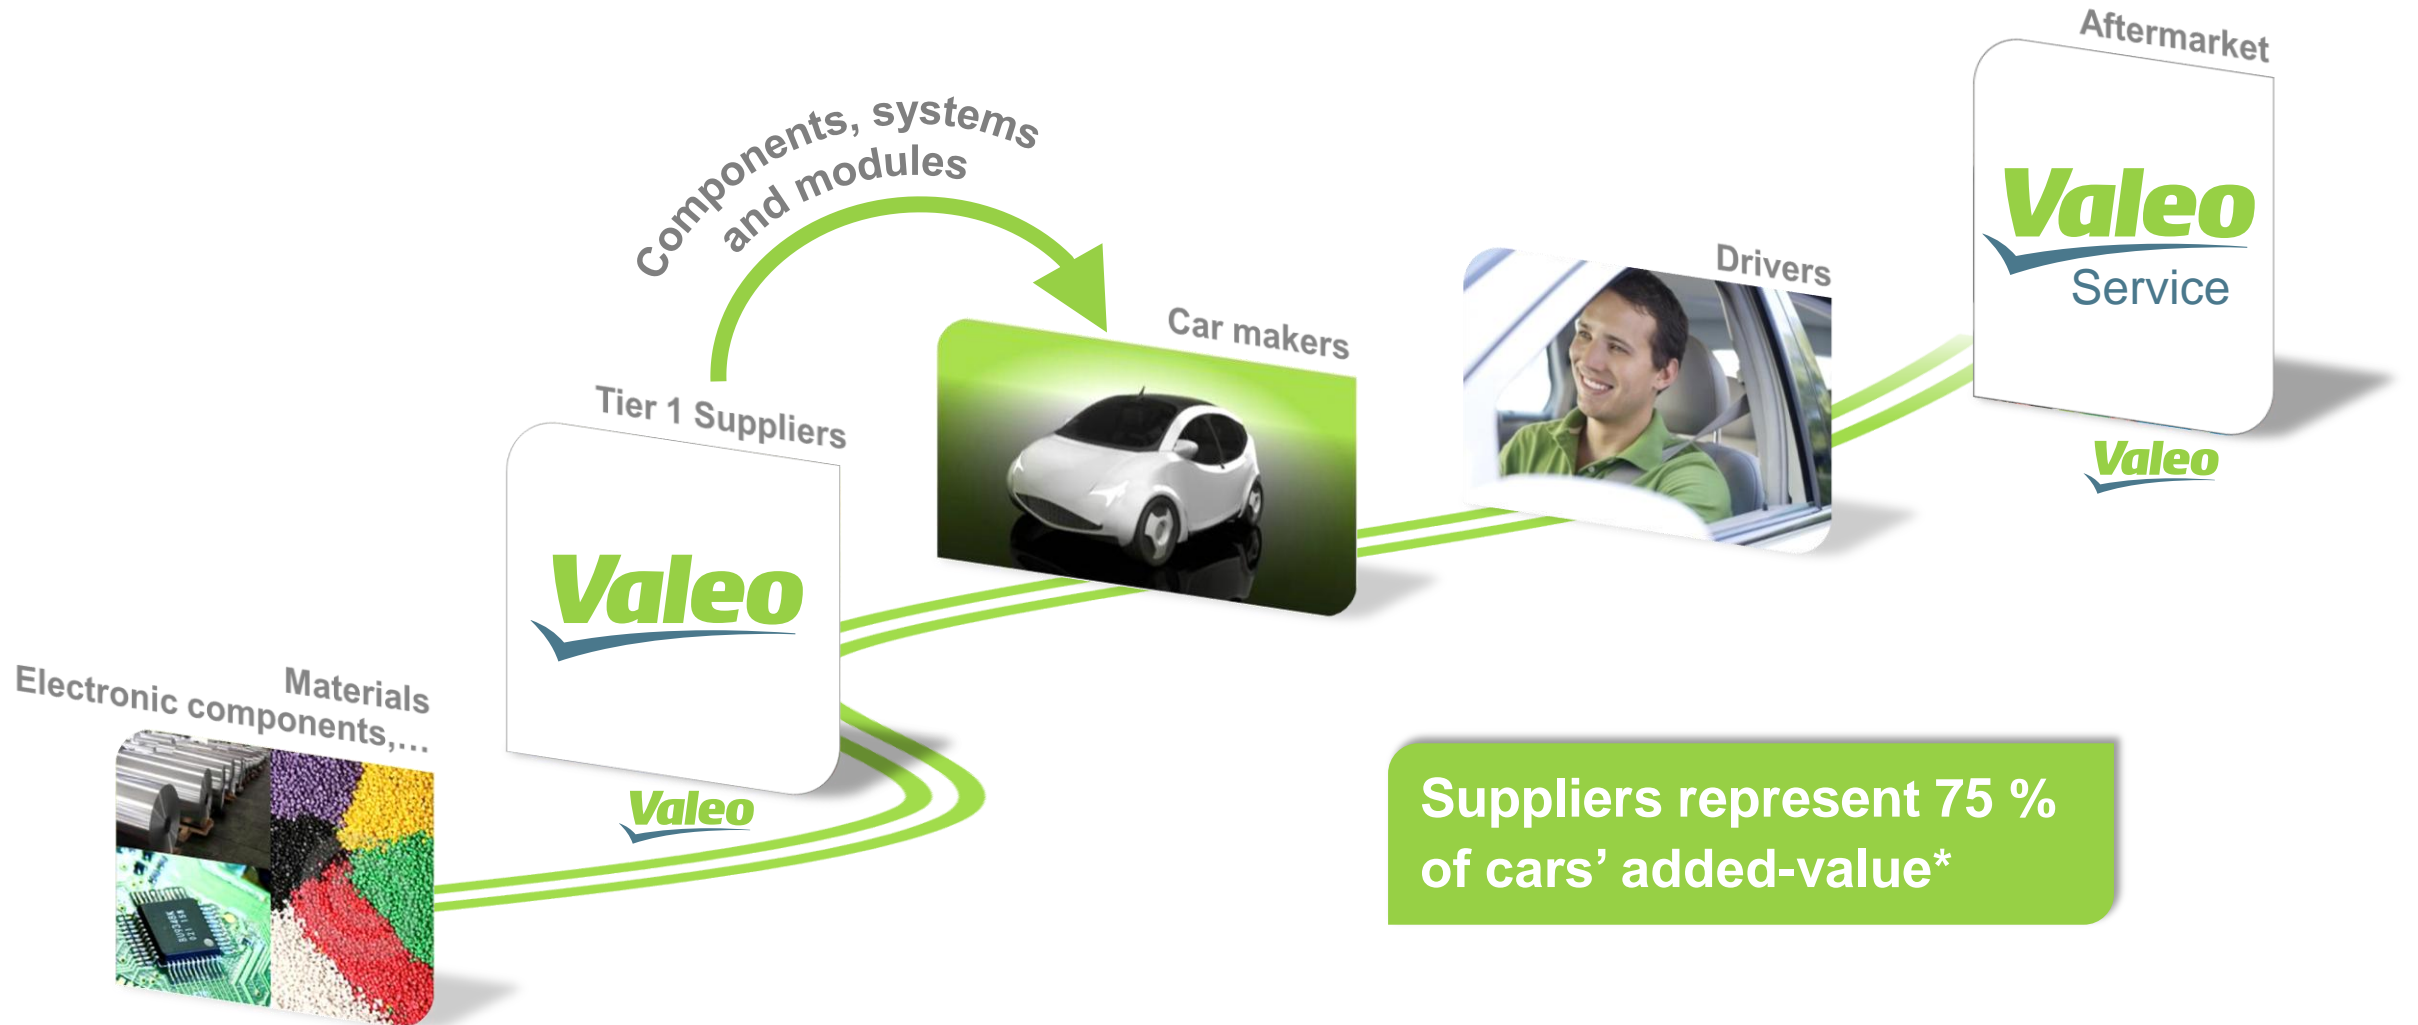 Aftermarket
Valeo
Service
Valeo
Components, systems
and modules
Drivers
Car makers
Tier 1 Suppliers
Valeo
Valeo
Materials
Electronic components,...
Suppliers represent 75 %
of cars’ added-value*